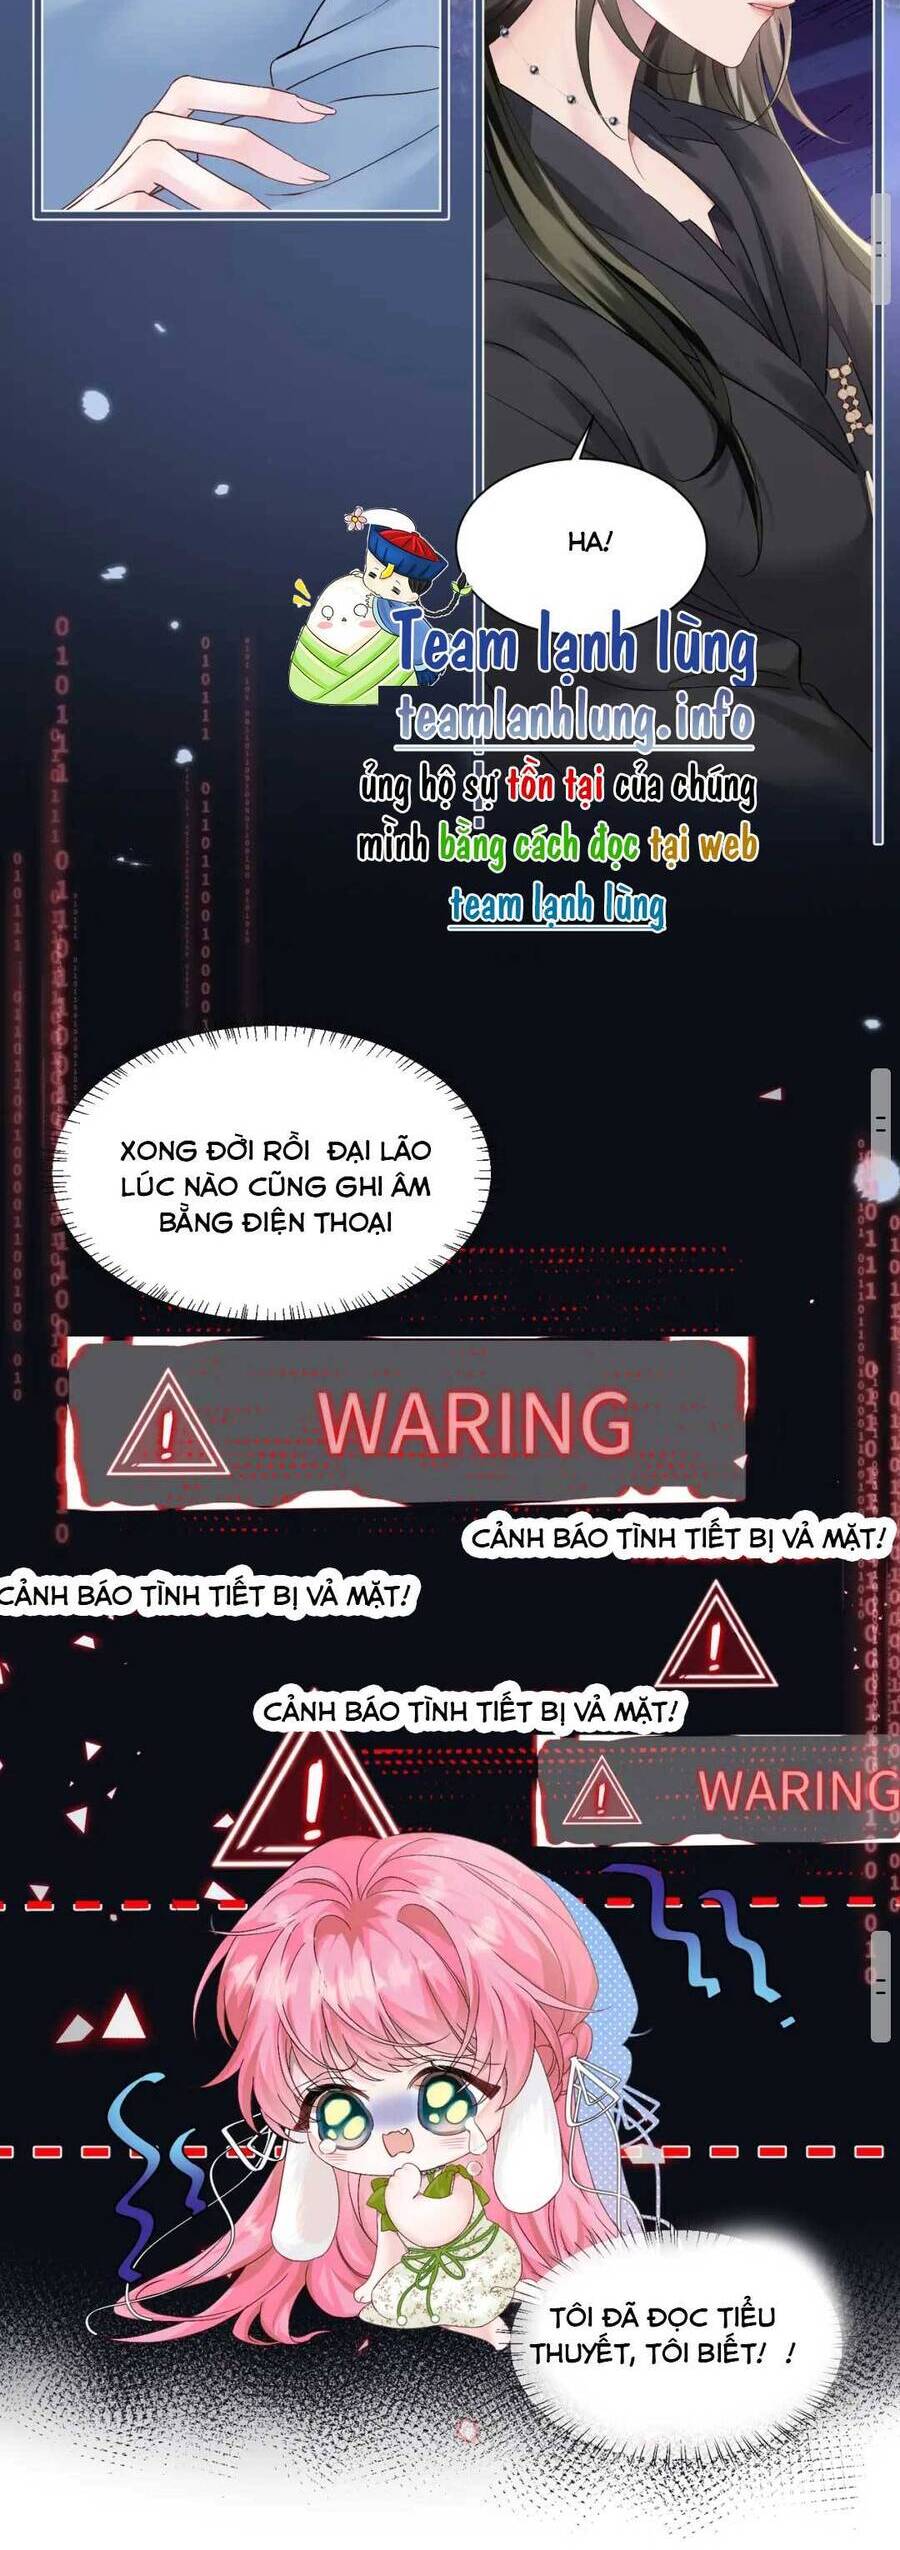 HA!
Team lạnh lùng
teamlanhlung.info
ủng hộ sự tồn tại của chúng
mình bằng cách đọc tại web
team lạnh lùng
XONG ĐỜI RỒI ĐẠI LÃO
LÚC NÀO CŨNG GHI ÂM
BẰNG ĐIỆN THOẠI
! WARING
CẢNH BÁO TÌNH TIẾT BỊ VẢ MẶT!
CẢNH BÁO TÌNH TIẾT BỊ VẢ MẶT!
!
CẢNH BÁO TÌNH TIẾT BỊ VẢ MẶT!
! WARING
!
TÔI ĐÃ ĐỌC TIỂU
THUYẾT, TÔI BIẾT! !